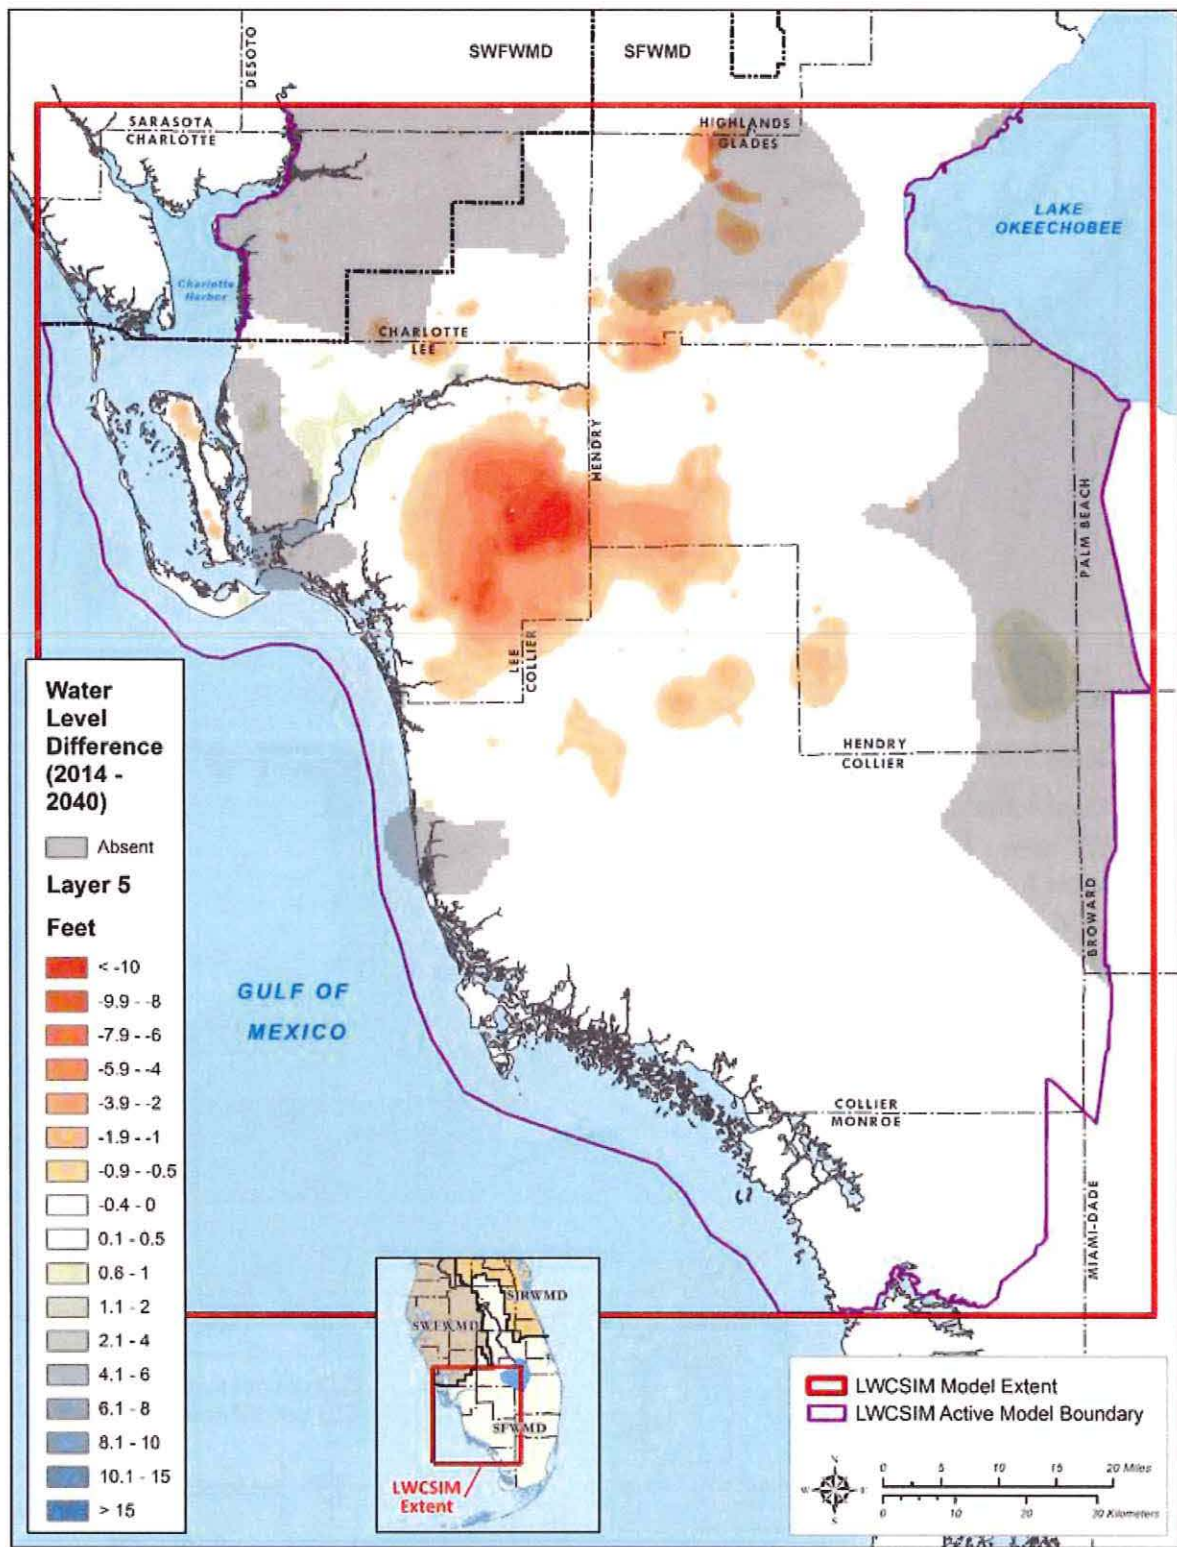 SWFWMD
SFWMD
DESOTO
SARASOTA
CHARLOTTE
HIGHLANDS
GLADES
LAKE
OKEECHOBEE
Charlotte
Harbor
CHARLOTTE
LEE
HENDRY
PALM BEACH
LEE
COLLIER
HENDRY
COLLIER
BROWARD
GULF OF
MEXICO
COLLIER
MONROE
MIAMI-DADE
Water
Level
Difference
(2014 -
2040)
Absent
Layer 5
Feet
< -10
-9.9 - -8
-7.9 - -6
-5.9 - -4
-3.9 - -2
-1.9 - -1
-0.9 - -0.5
-0.4 - 0
0.1 - 0.5
0.6 - 1
1.1 - 2
2.1 - 4
4.1 - 6
6.1 - 8
8.1 - 10
10.1 - 15
> 15
SJRWMD
SWFWMD
SFWMD
LWCSIM
Extent
LWCSIM Model Extent
LWCSIM Active Model Boundary
N
W E
S
0 5 10 15 20 Miles
0 10 20 30 Kilometers